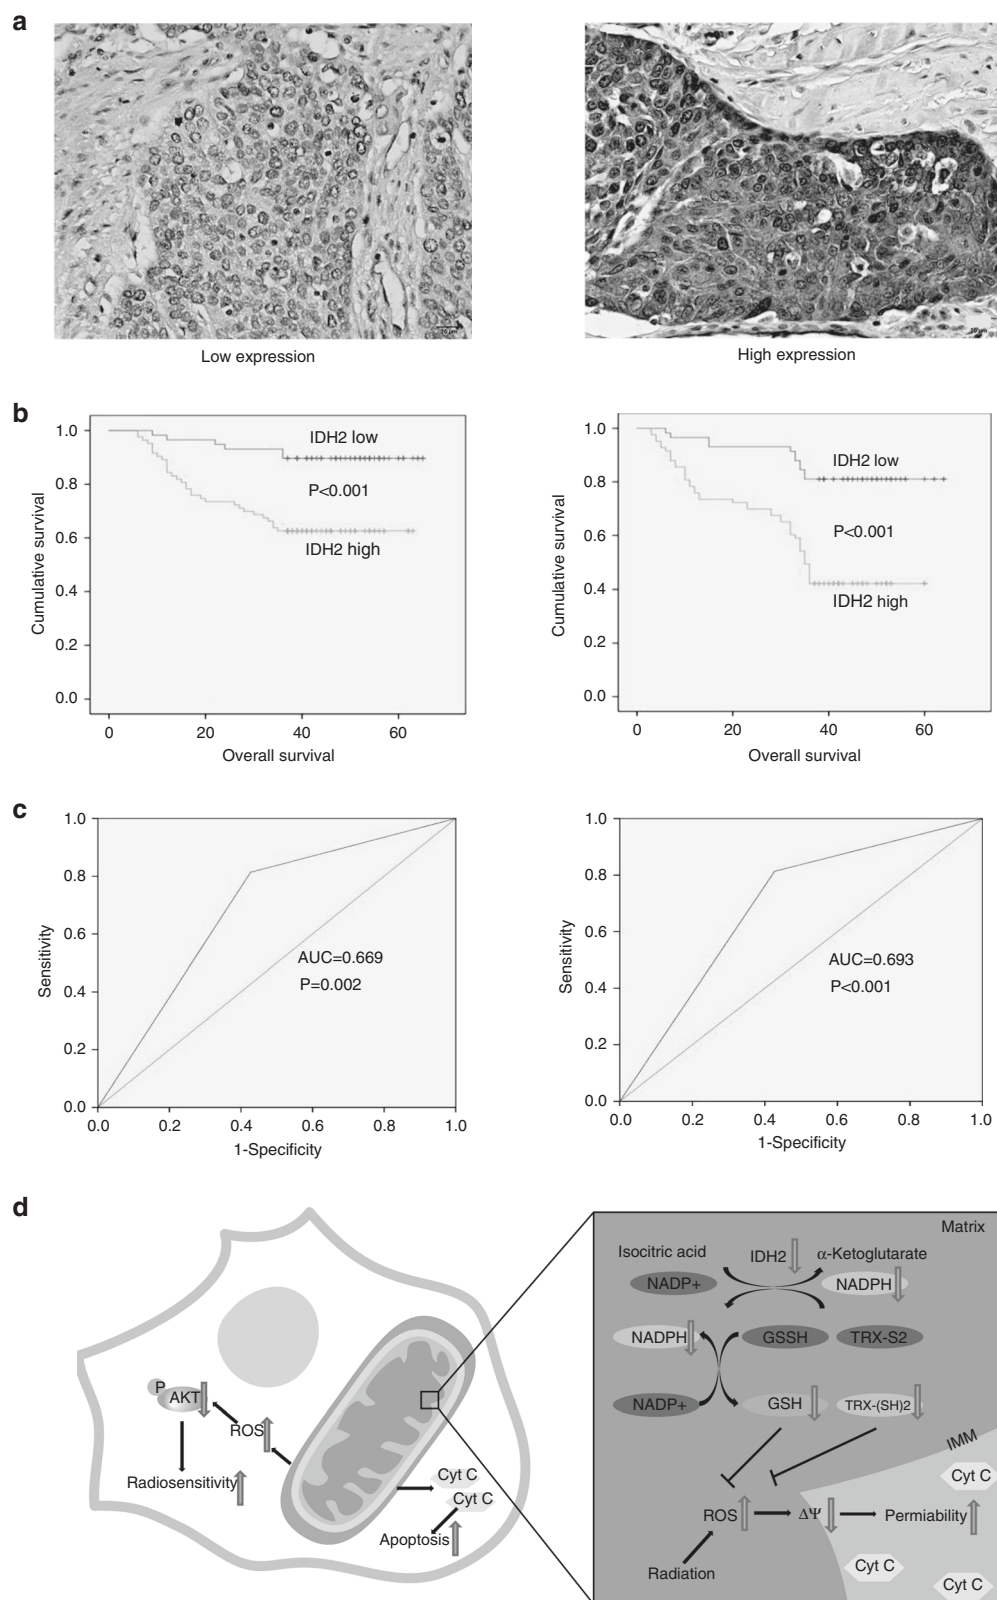 a
20 μm
Low expression
High expression
b
1.0
0.8
0.6
0.4
0.2
0.0
Cumulative survival
IDH2 low
P<0.001
IDH2 high
0 20 40 60
Overall survival
1.0
0.8
0.6
0.4
0.2
0.0
Cumulative survival
IDH2 low
P<0.001
IDH2 high
0 20 40 60
Overall survival
c
1.0
0.8
0.6
0.4
0.2
0.0
Sensitivity
AUC=0.669
P=0.002
0.0 0.2 0.4 0.6 0.8 1.0
1-Specificity
1.0
0.8
0.6
0.4
0.2
0.0
Sensitivity
AUC=0.693
P<0.001
0.0 0.2 0.4 0.6 0.8 1.0
1-Specificity
d
P
AKT
ROS
Radiosensitivity
Cyt C
Cyt C
Apoptosis
Matrix
Isocitric acid IDH2 α-Ketoglutarate
NADP+ NADPH
NADPH GSSH TRX-S2
NADP+ GSH TRX-(SH)2
IMM
Cyt C
ROS ΔΨ Permiability
Radiation
Cyt C
Cyt C